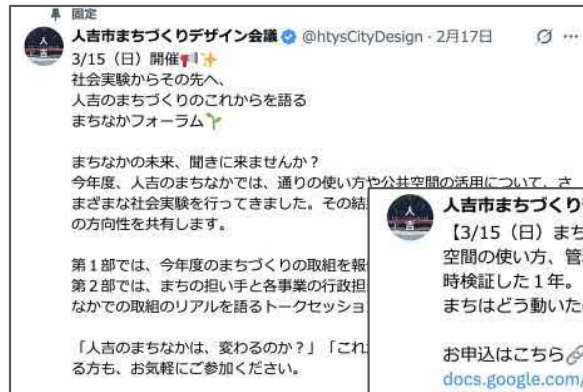 固定
人吉市まちづくりデザイン会議 @htysCityDesign · 2月17日
3/15（日）開催
社会実験からその先へ、
人吉のまちづくりのこれからを語る
まちなかフォーラム
まちなかの未来、聞きに来ませんか？
今年度、人吉のまちなかでは、通りの使い方や公共空間の活用について、さ
まざまな社会実験を行ってきました。その結
の方向性を共有します。
第１部では、今年度のまちづくりの取組を報
第２部では、まちの担い手と各事業の行政担
なかでの取組のリアルを語るトークセッショ
「人吉のまちなかは、変わるのか？」「これ
る方も、お気軽にご参加ください。
人吉市まちづくり
【3/15（日）まち
空間の使い方、管
時検証した１年。
まちはどう動いた
お申込はこちら
docs.google.com/